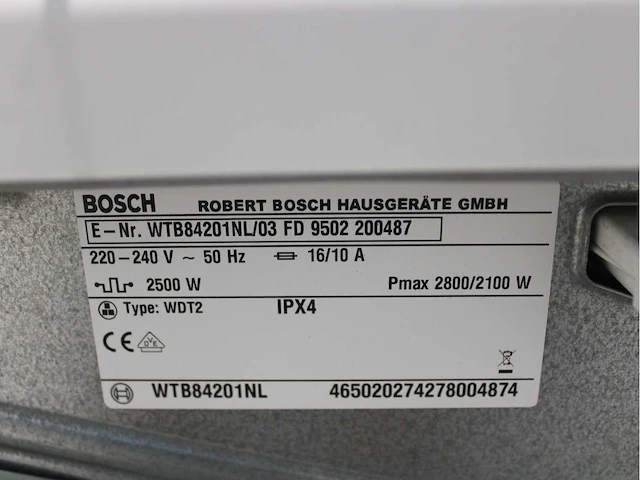 BOSCH ROBERT BOSCH HAUSGERÄTE GMBH
E-Nr. WTB84201NL/03 FD 9502 200487
220-240 V ~ 50 Hz 16/10 A
2500 W Pmax 2800/2100 W
Type: WDT2 IPX4
CE VDE
WTB84201NL 465020274278004874